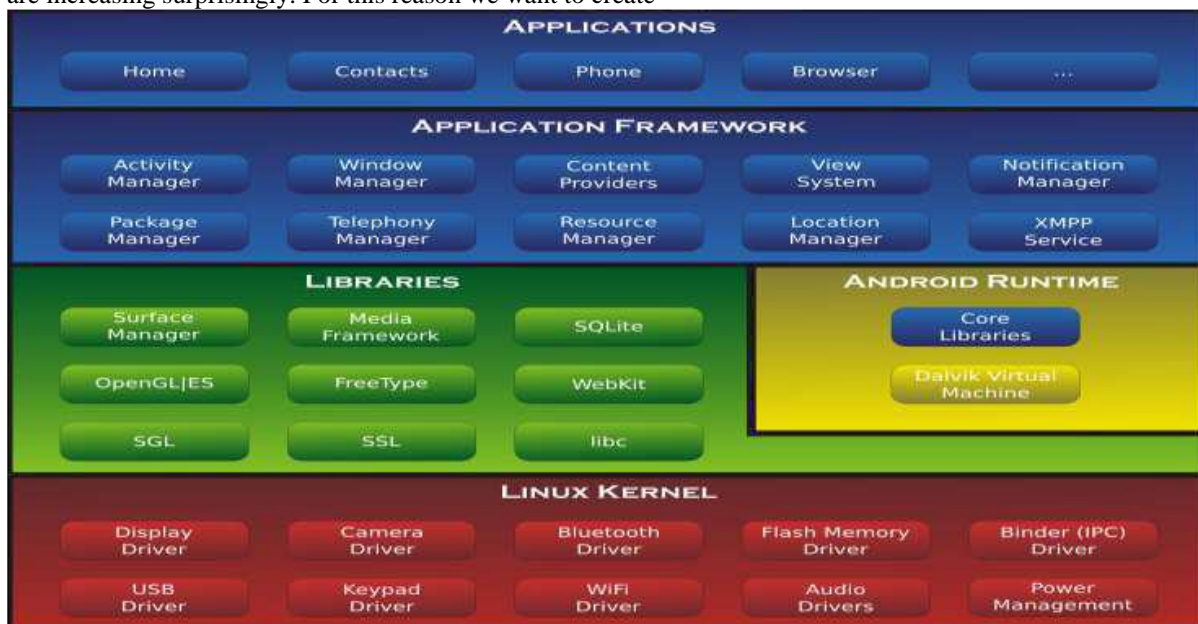 are increasing surprisingly. For this reason we want to create
APPLICATIONS
Home Contacts Phone Browser ...
APPLICATION FRAMEWORK
Activity Manager
Window Manager
Content Providers
View System
Notification Manager
Package Manager
Telephony Manager
Resource Manager
Location Manager
XMPP Service
LIBRARIES
Surface Manager
Media Framework
SQLite
OpenGL|ES
FreeType
WebKit
SGL
SSL
libc
ANDROID RUNTIME
Core Libraries
Dalvik Virtual Machine
LINUX KERNEL
Display Driver
Camera Driver
Bluetooth Driver
Flash Memory Driver
Binder (IPC) Driver
USB Driver
Keypad Driver
WiFi Driver
Audio Drivers
Power Management